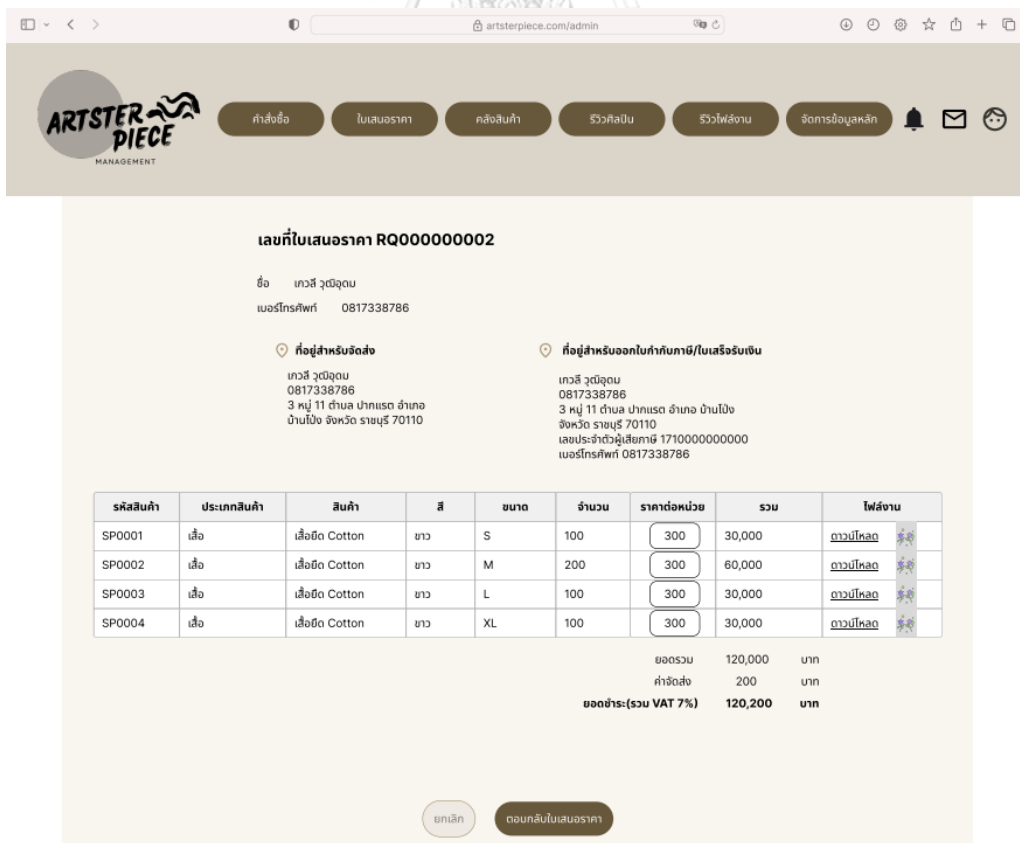 artsterpiece.com/admin
ARTSTER
PIECE
MANAGEMENT
คำสั่งซื้อ
ใบเสนอราคา
คลังสินค้า
รีวิวศิลปิน
รีวิวไฟล์งาน
จัดการข้อมูลหลัก
เลขที่ใบเสนอราคา RQ000000002
ชื่อ เกวลี วุฒิอุดม
เบอร์โทรศัพท์ 0817338786
ที่อยู่สำหรับจัดส่ง
เกวลี วุฒิอุดม
0817338786
3 หมู่ 11 ตำบล ปากแรต อำเภอ
บ้านโป่ง จังหวัด ราชบุรี 70110
ที่อยู่สำหรับออกใบกำกับภาษี/ใบเสร็จรับเงิน
เกวลี วุฒิอุดม
0817338786
3 หมู่ 11 ตำบล ปากแรต อำเภอ บ้านโป่ง
จังหวัด ราชบุรี 70110
เลขประจำตัวผู้เสียภาษี 1710000000000
เบอร์โทรศัพท์ 0817338786
รหัสสินค้า ประเภทสินค้า สินค้า สี ขนาด จำนวน ราคาต่อหน่วย รวม ไฟล์งาน
SP0001 เสื้อ เสื้อยืด Cotton ขาว S 100 300 30,000 ดาวน์โหลด
SP0002 เสื้อ เสื้อยืด Cotton ขาว M 200 300 60,000 ดาวน์โหลด
SP0003 เสื้อ เสื้อยืด Cotton ขาว L 100 300 30,000 ดาวน์โหลด
SP0004 เสื้อ เสื้อยืด Cotton ขาว XL 100 300 30,000 ดาวน์โหลด
ยอดรวม 120,000 บาท
ค่าจัดส่ง 200 บาท
ยอดชำระ(รวม VAT 7%) 120,200 บาท
ยกเลิก
ตอบกลับใบเสนอราคา